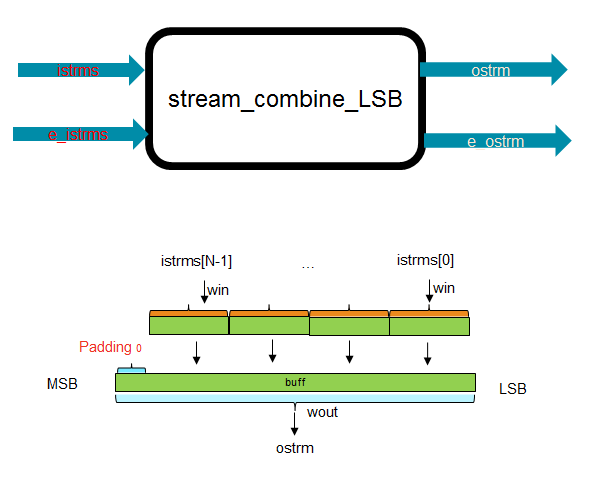 istrms
ostrm
stream_combine_LSB
e_istrms
e_ostrm
istrms[N-1]
...
istrms[0]
win
win
Padding 0
MSB
buff
LSB
wout
ostrm